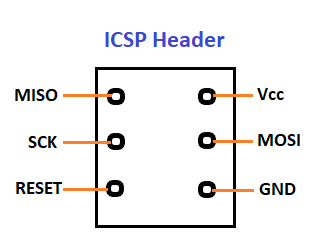 ICSP Header
MISO Vcc
SCK MOSI
RESET GND